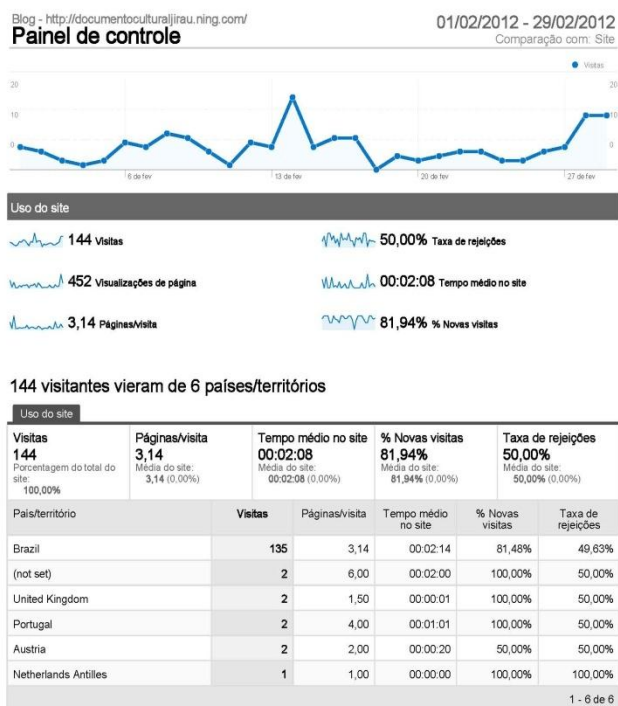 Blog - http://documentoculturaljirau.ning.com/
Painel de controle
01/02/2012 - 29/02/2012
Comparação com: Site
Visitas
20 20
10 10
0 0
6 de fev 13 de fev 20 de fev 27 de fev
Uso do site
144 Visitas
50,00% Taxa de rejeições
452 Visualizações de página
00:02:08 Tempo médio no site
3,14 Páginas/visita
81,94% % Novas visitas
144 visitantes vieram de 6 países/territórios
Uso do site
Visitas
144
Porcentagem do total do
site:
100,00%
Páginas/visita
3,14
Média do site:
3,14 (0,00%)
Tempo médio no site
00:02:08
Média do site:
00:02:08 (0,00%)
% Novas visitas
81,94%
Média do site:
81,94% (0,00%)
Taxa de rejeições
50,00%
Média do site:
50,00% (0,00%)
País/território Visitas Páginas/visita Tempo médio no site % Novas visitas Taxa de rejeições
Brazil 135 3,14 00:02:14 81,48% 49,63%
(not set) 2 6,00 00:02:00 100,00% 50,00%
United Kingdom 2 1,50 00:00:01 100,00% 50,00%
Portugal 2 4,00 00:01:01 100,00% 50,00%
Austria 2 2,00 00:00:20 50,00% 50,00%
Netherlands Antilles 1 1,00 00:00:00 100,00% 100,00%
1 - 6 de 6